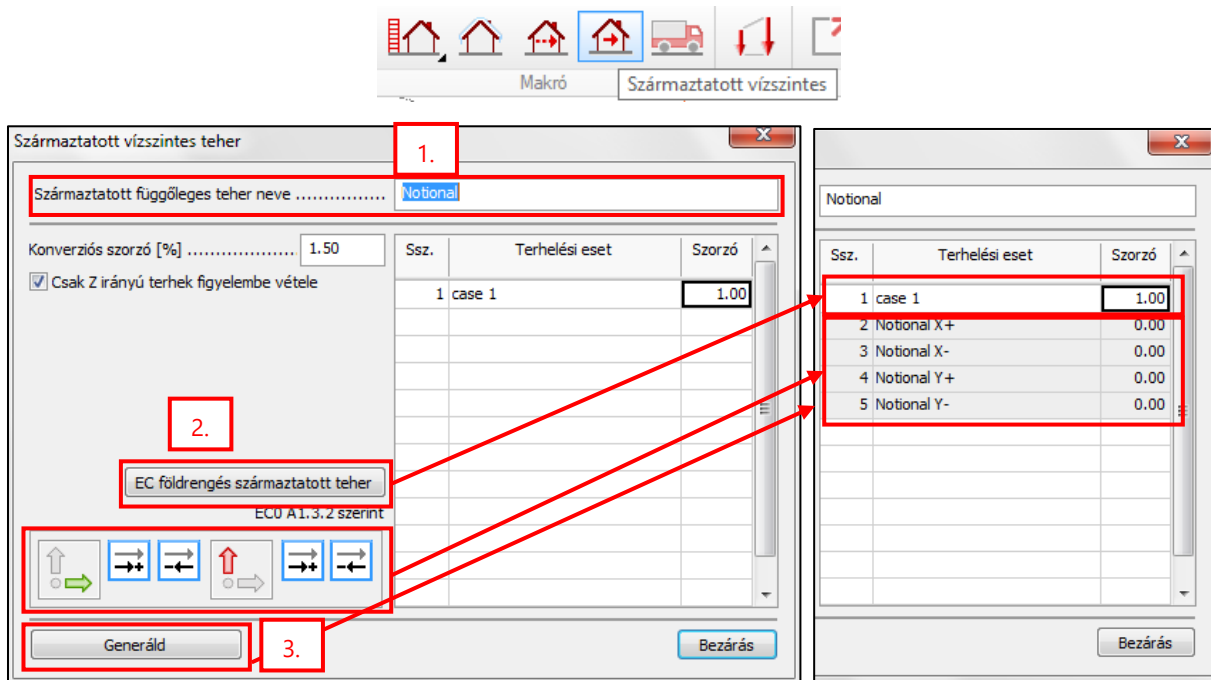 Makró
Származtatott vízszintes
Származtatott vízszintes teher
1.
Származtatott függőleges teher neve ................ Notional
Konverziós szorzó [%] ................... 1.50
Csak Z irányú terhek figyelembe vétele
Ssz. Terhelési eset Szorzó
1 case 1 1.00
2.
EC földrengés származtatott teher
EC0 A1.3.2 szerint
Generáld
3.
Bezárás
Notional
Ssz. Terhelési eset Szorzó
1 case 1 1.00
2 Notional X+ 0.00
3 Notional X- 0.00
4 Notional Y+ 0.00
5 Notional Y- 0.00
Bezárás